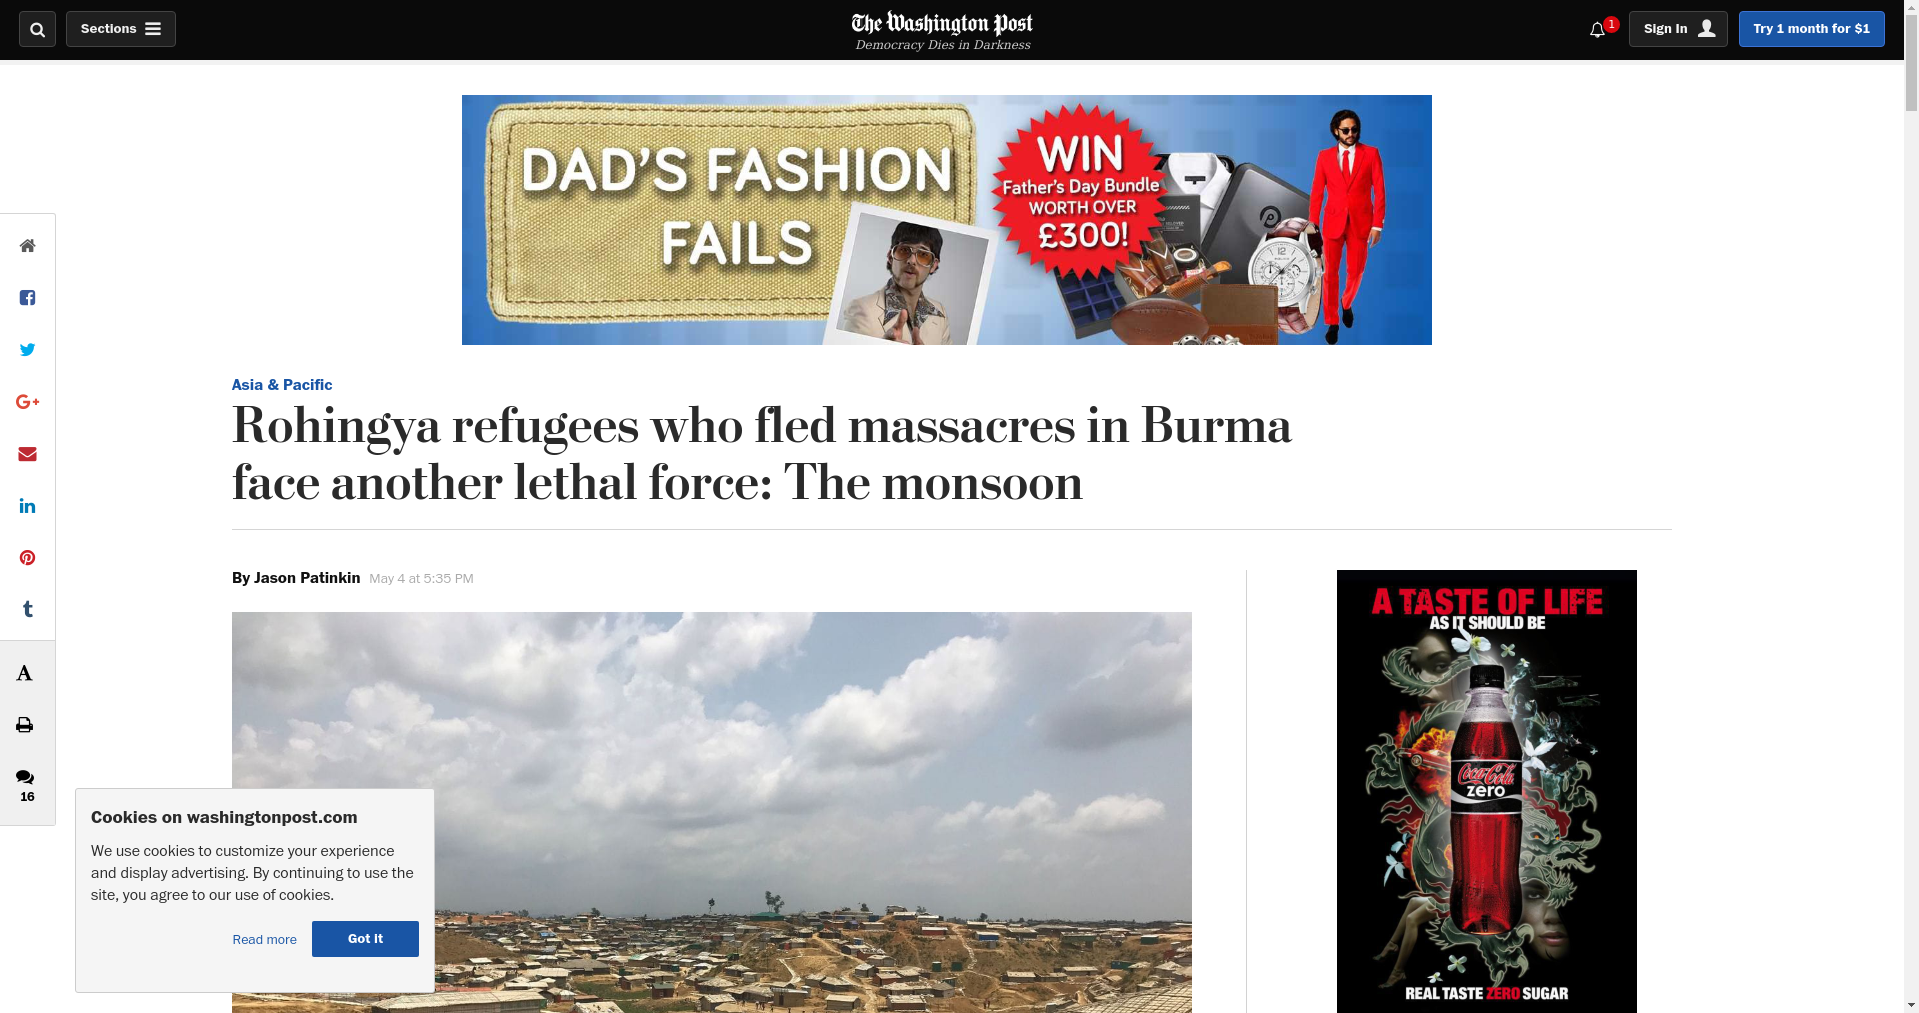 Sections
The Washington Post
Democracy Dies in Darkness
1
Sign In
Try 1 month for $1
DAD'S FASHION
FAILS
WIN
Father's Day Bundle
WORTH OVER
£300!
Asia & Pacific
Rohingya refugees who fled massacres in Burma
face another lethal force: The monsoon
By Jason Patinkin May 4 at 5:35 PM
G+
in
t
A
16
Cookies on washingtonpost.com
We use cookies to customize your experience
and display advertising. By continuing to use the
site, you agree to our use of cookies.
Read more
Got it
A TASTE OF LIFE
AS IT SHOULD BE
Coca-Cola
zero
REAL TASTE ZERO SUGAR